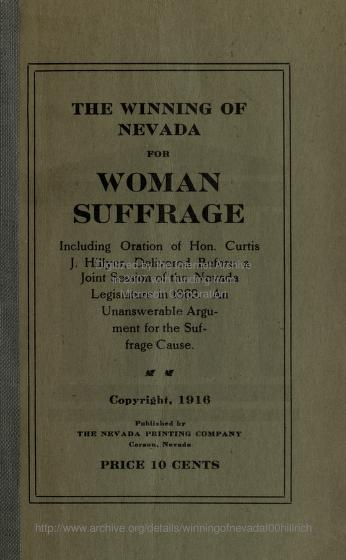 THE WINNING OF
NEVADA
FOR
WOMAN
SUFFRAGE
Including Oration of Hon. Curtis
J. Hillyer, Delivered Before a
Joint Session of the Nevada
Legislature in 1869. An
Unanswerable Argu-
ment for the Suf-
frage Cause.
Copyright, 1916
Published by
THE NEVADA PRINTING COMPANY
Carson, Nevada
PRICE 10 CENTS
http://www.archive.org/details/winningofnevadaf00hillrich